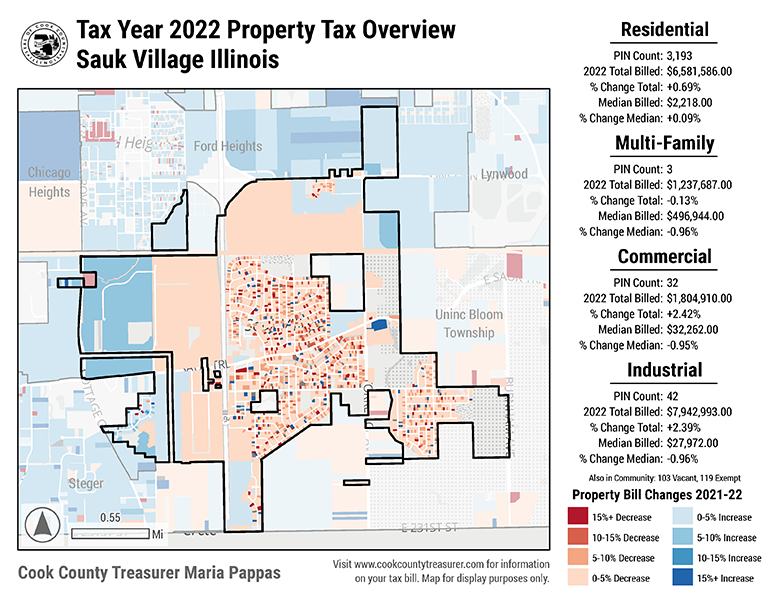 Tax Year 2022 Property Tax Overview
Sauk Village Illinois
Chicago
Heights
Ford Heights
Lynwood
Uninc Bloom
Township
Steger
E 231ST ST
0.55
Mi
Cook County Treasurer Maria Pappas
Visit www.cookcountytreasurer.com for information
on your tax bill. Map for display purposes only.
Residential
PIN Count: 3,193
2022 Total Billed: $6,581,586.00
% Change Total: +0.69%
Median Billed: $2,218.00
% Change Median: +0.09%
Multi-Family
PIN Count: 3
2022 Total Billed: $1,237,687.00
% Change Total: -0.13%
Median Billed: $496,944.00
% Change Median: -0.96%
Commercial
PIN Count: 32
2022 Total Billed: $1,804,910.00
% Change Total: +2.42%
Median Billed: $32,262.00
% Change Median: -0.95%
Industrial
PIN Count: 42
2022 Total Billed: $7,942,993.00
% Change Total: +2.39%
Median Billed: $27,972.00
% Change Median: -0.96%
Also in Community: 103 Vacant, 119 Exempt
Property Bill Changes 2021-22
15%+ Decrease
10-15% Decrease
5-10% Decrease
0-5% Decrease
0-5% Increase
5-10% Increase
10-15% Increase
15%+ Increase